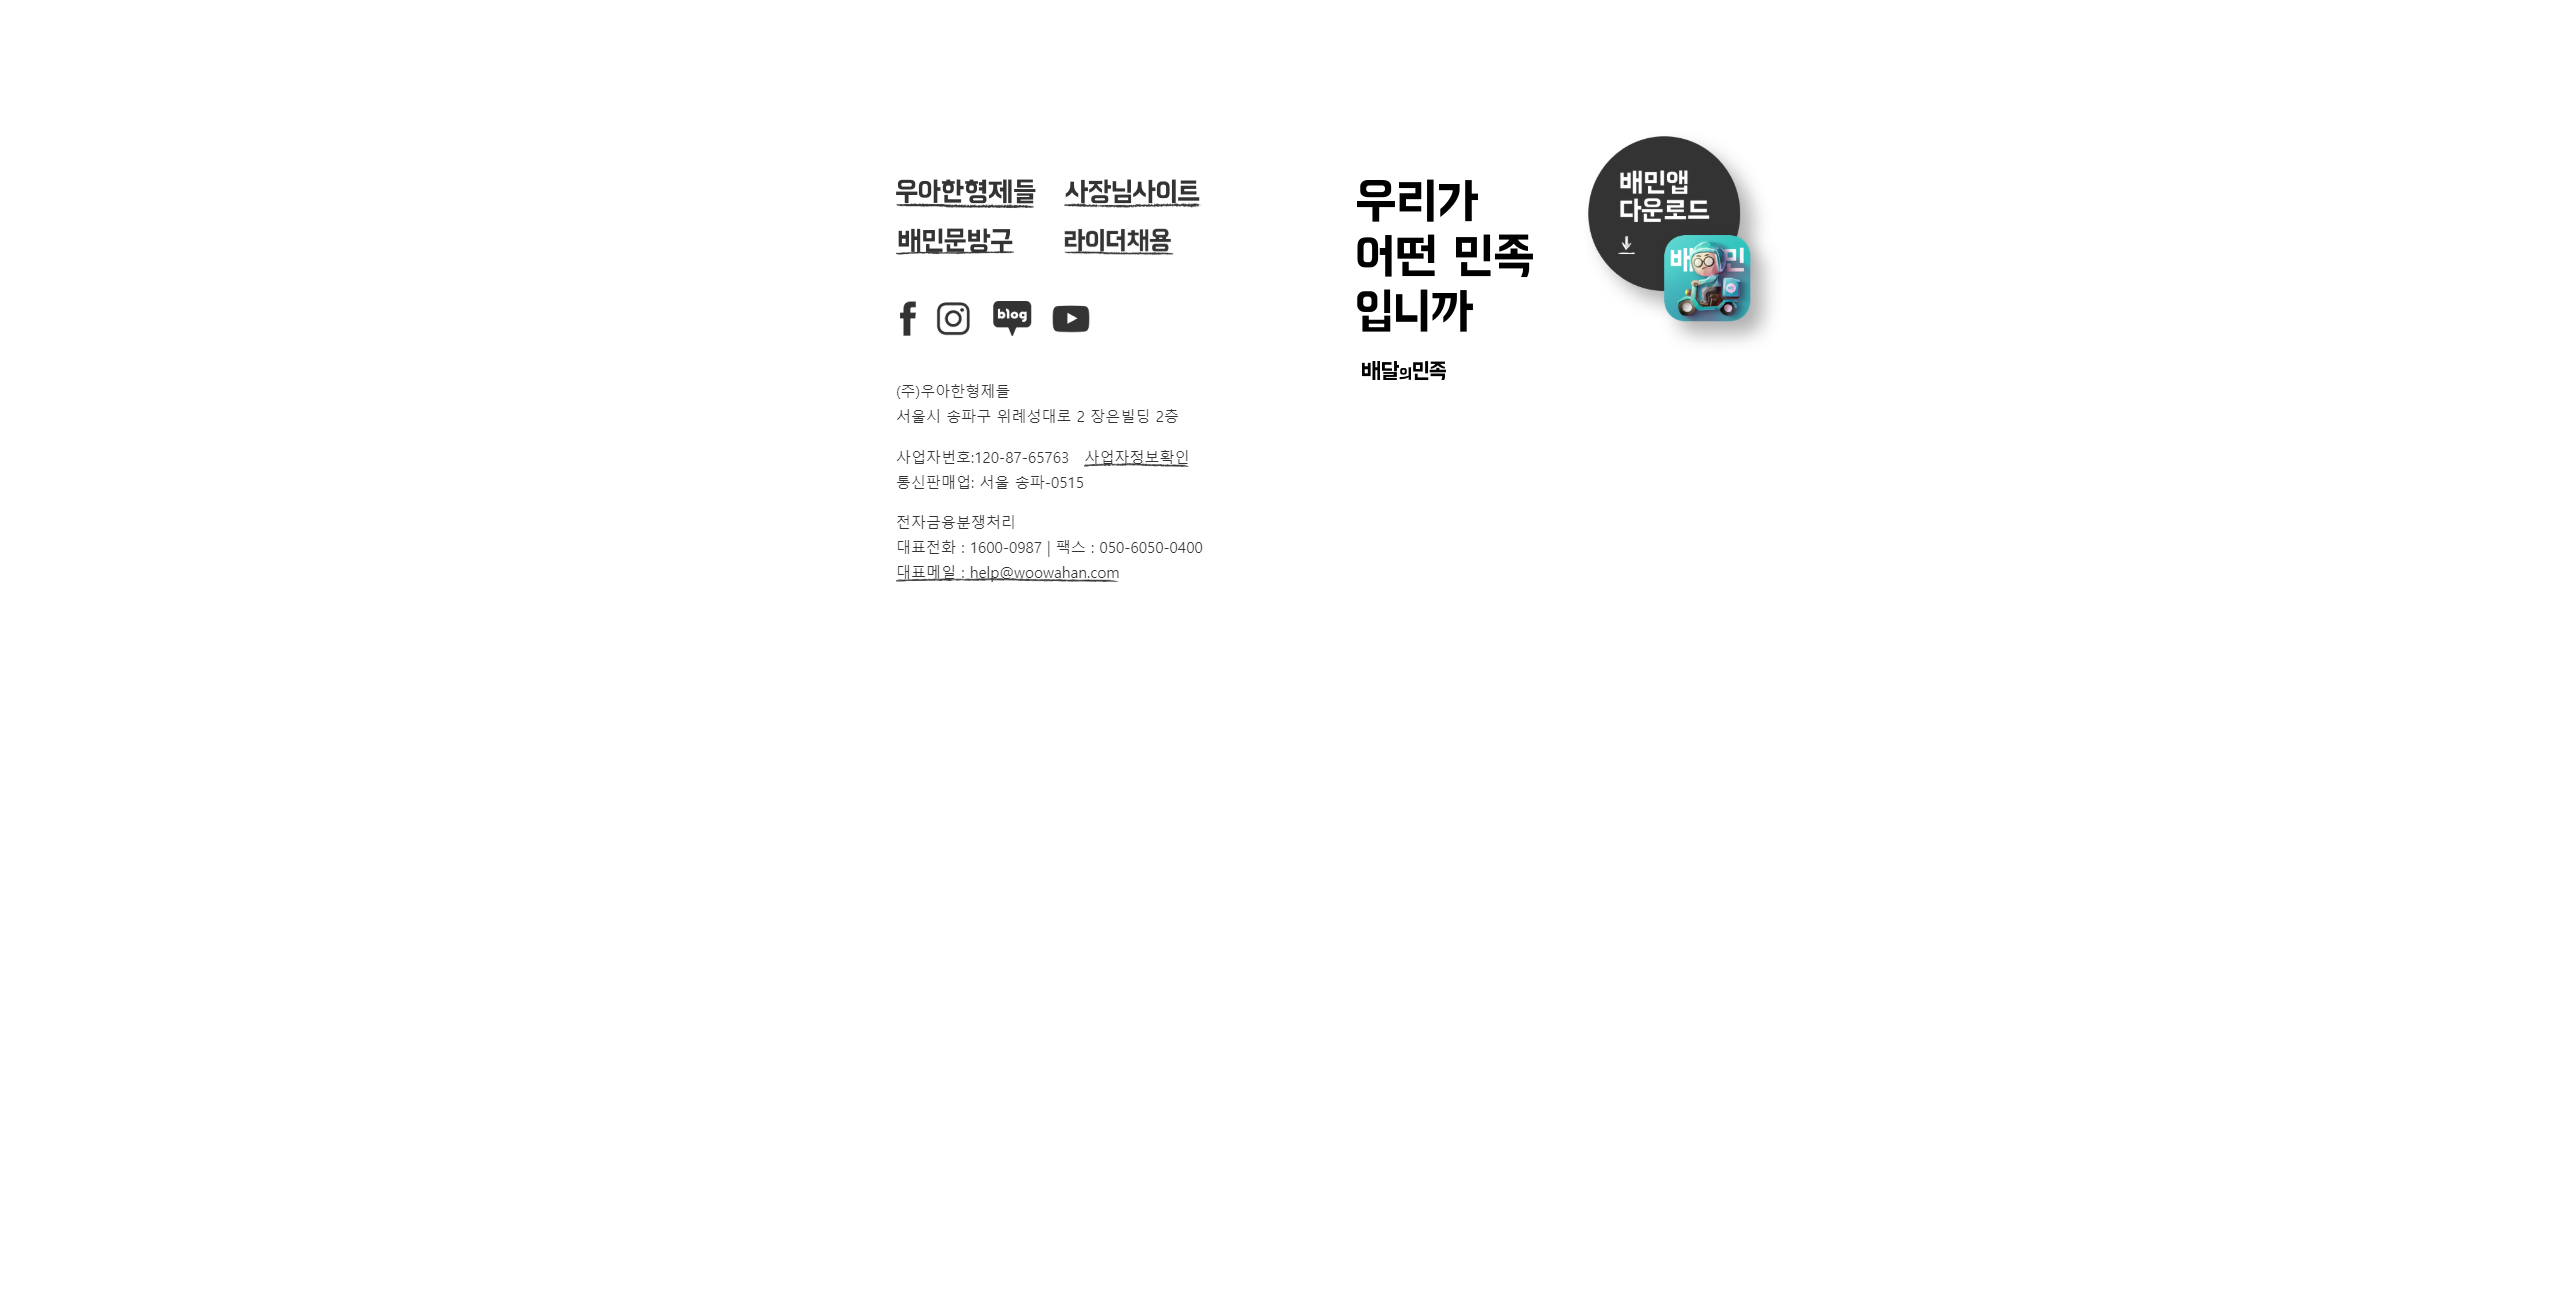 우아한형제들 사장님사이트
배민문방구 라이더채용
blog
(주)우아한형제들
서울시 송파구 위례성대로 2 장은빌딩 2층
사업자번호:120-87-65763 사업자정보확인
통신판매업: 서울 송파-0515
전자금융분쟁처리
대표전화 : 1600-0987 | 팩스 : 050-6050-0400
대표메일 : help@woowahan.com
우리가
어떤 민족
입니까
배달의민족
배민앱
다운로드
배민